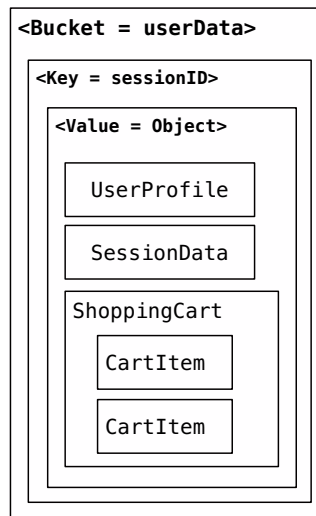 <Bucket = userData>
<Key = sessionID>
<Value = Object>
UserProfile
SessionData
ShoppingCart
CartItem
CartItem